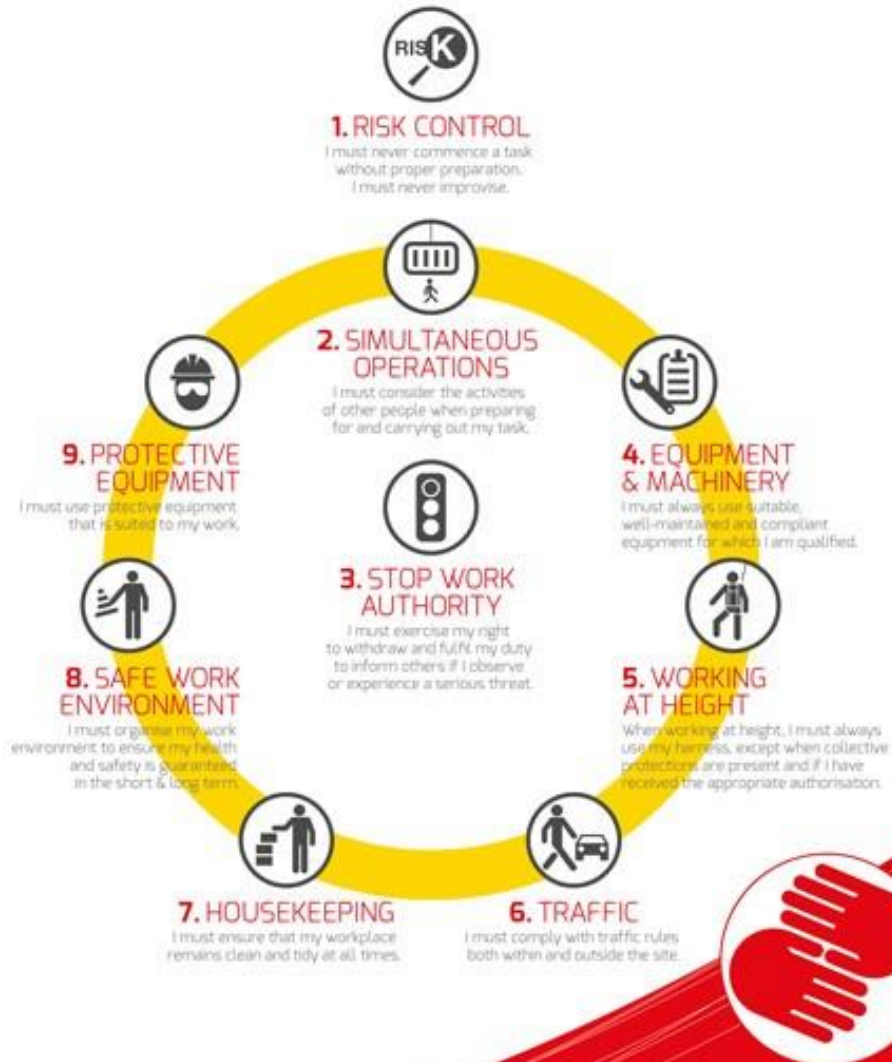 RISK
1. RISK CONTROL
I must never commence a task
without proper preparation.
I must never improvise.
2. SIMULTANEOUS
OPERATIONS
I must consider the activities
of other people when preparing
for and carrying out my task.
3. STOP WORK
AUTHORITY
I must exercise my right
to withdraw and fulfil my duty
to inform others if I observe
or experience a serious threat.
4. EQUIPMENT
& MACHINERY
I must always use suitable,
well-maintained and compliant
equipment for which I am qualified.
5. WORKING
AT HEIGHT
When working at height, I must always
use my harness, except when collective
protections are present and if I have
received the appropriate authorisation.
6. TRAFFIC
I must comply with traffic rules
both within and outside the site.
7. HOUSEKEEPING
I must ensure that my workplace
remains clean and tidy at all times.
8. SAFE WORK
ENVIRONMENT
I must organise my work
environment to ensure my health
and safety is guaranteed
in the short & long term.
9. PROTECTIVE
EQUIPMENT
I must use protective equipment
that is suited to my work.